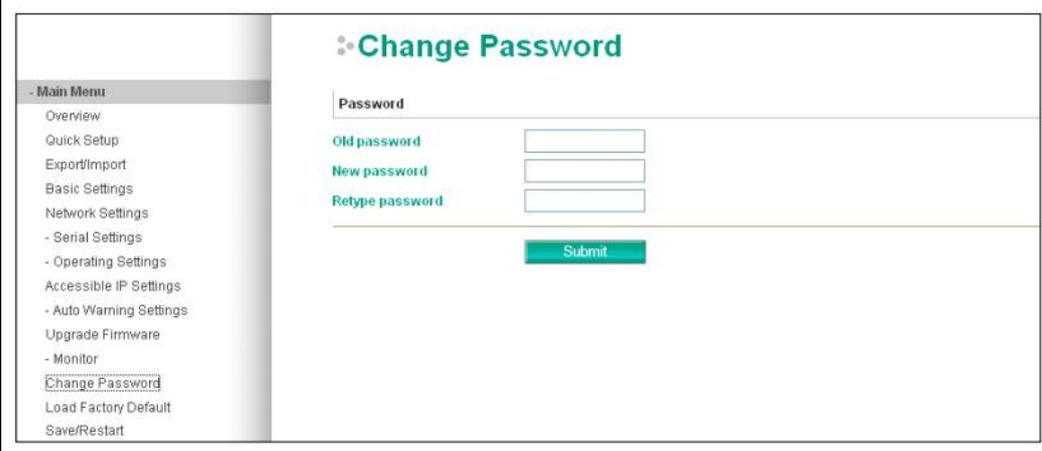 Change Password
- Main Menu
Overview
Quick Setup
Export/Import
Basic Settings
Network Settings
- Serial Settings
- Operating Settings
Accessible IP Settings
- Auto Warning Settings
Upgrade Firmware
- Monitor
Change Password
Load Factory Default
Save/Restart
Password
Old password
New password
Retype password
Submit